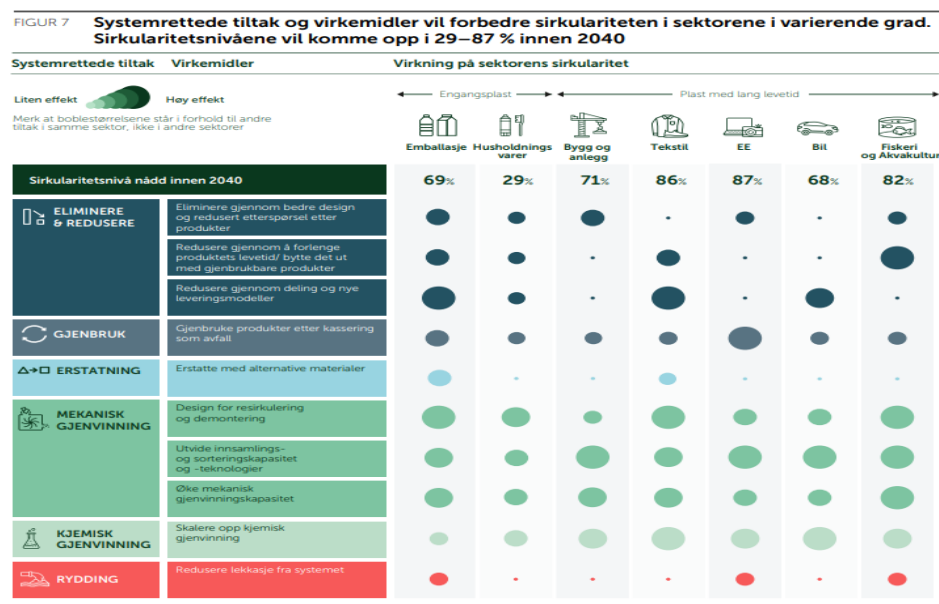 FIGUR 7
Systemrettede tiltak og virkemidler vil forbedre sirkulariteten i sektorene i varierende grad.
Sirkularitetsnivåene vil komme opp i 29–87 % innen 2040
Systemrettede tiltak
Virkemidler
Virkning på sektorens sirkularitet
Liten effekt
Høy effekt
Merk at boblestørrelsene står i forhold til andre
tiltak i samme sektor, ikke i andre sektorer
Engangsplast
Plast med lang levetid
Emballasje
Husholdnings
varer
Bygg og
anlegg
Tekstil
EE
Bil
Fiskeri
og Akvakultur
Sirkularitetsnivå nådd innen 2040
69%
29%
71%
86%
87%
68%
82%
ELIMINERE
& REDUSERE
Eliminere gjennom bedre design
og redusert etterspørsel etter
produkter
Redusere gjennom å forlenge
produktets levetid/ bytte det ut
med gjenbrukbare produkter
Redusere gjennom deling og nye
leveringsmodeller
GJENBRUK
Gjenbruke produkter etter kassering
som avfall
ERSTATNING
Erstatte med alternative materialer
MEKANISK
GJENVINNING
Design for resirkulering
og demontering
Utvide innsamlings-
og sorteringskapasitet
og -teknologier
Øke mekanisk
gjenvinningkapasitet
KJEMISK
GJENVINNING
Skalere opp kjemisk
gjenvinning
RYDDING
Redusere lekkasje fra systemet